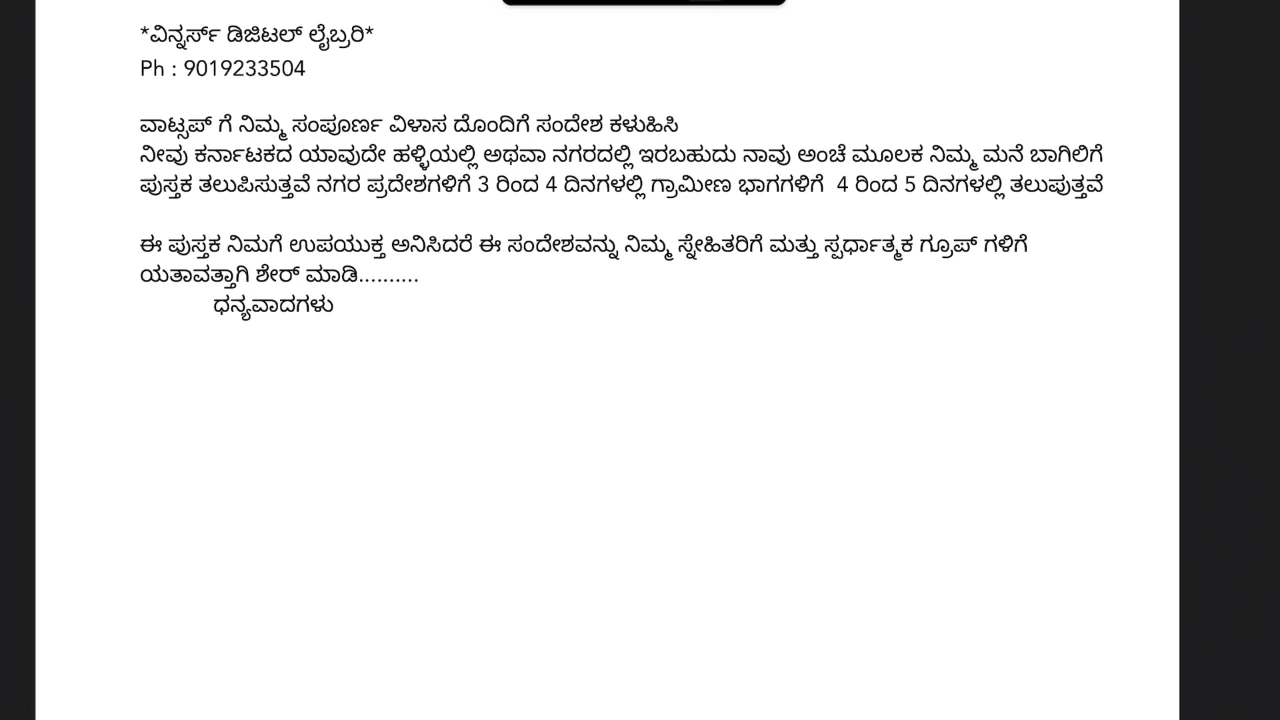 *ವಿನ್ನರ್ಸ್ ಡಿಜಿಟಲ್ ಲೈಬ್ರರಿ*
Ph : 9019233504
ವಾಟ್ಸಪ್ ಗೆ ನಿಮ್ಮ ಸಂಪೂರ್ಣ ವಿಳಾಸ ದೊಂದಿಗೆ ಸಂದೇಶ ಕಳುಹಿಸಿ
ನೀವು ಕರ್ನಾಟಕದ ಯಾವುದೇ ಹಳ್ಳಿಯಲ್ಲಿ ಅಥವಾ ನಗರದಲ್ಲಿ ಇರಬಹುದು ನಾವು ಅಂಚೆ ಮೂಲಕ ನಿಮ್ಮ ಮನೆ ಬಾಗಿಲಿಗೆ
ಪುಸ್ತಕ ತಲುಪಿಸುತ್ತವೆ ನಗರ ಪ್ರದೇಶಗಳಿಗೆ 3 ರಿಂದ 4 ದಿನಗಳಲ್ಲಿ ಗ್ರಾಮೀಣ ಭಾಗಗಳಿಗೆ 4 ರಿಂದ 5 ದಿನಗಳಲ್ಲಿ ತಲುಪುತ್ತವೆ
ಈ ಪುಸ್ತಕ ನಿಮಗೆ ಉಪಯುಕ್ತ ಅನಿಸಿದರೆ ಈ ಸಂದೇಶವನ್ನು ನಿಮ್ಮ ಸ್ನೇಹಿತರಿಗೆ ಮತ್ತು ಸ್ಪರ್ಧಾತ್ಮಕ ಗ್ರೂಪ್ ಗಳಿಗೆ
ಯತಾವತ್ತಾಗಿ ಶೇರ್ ಮಾಡಿ..........
ಧನ್ಯವಾದಗಳು